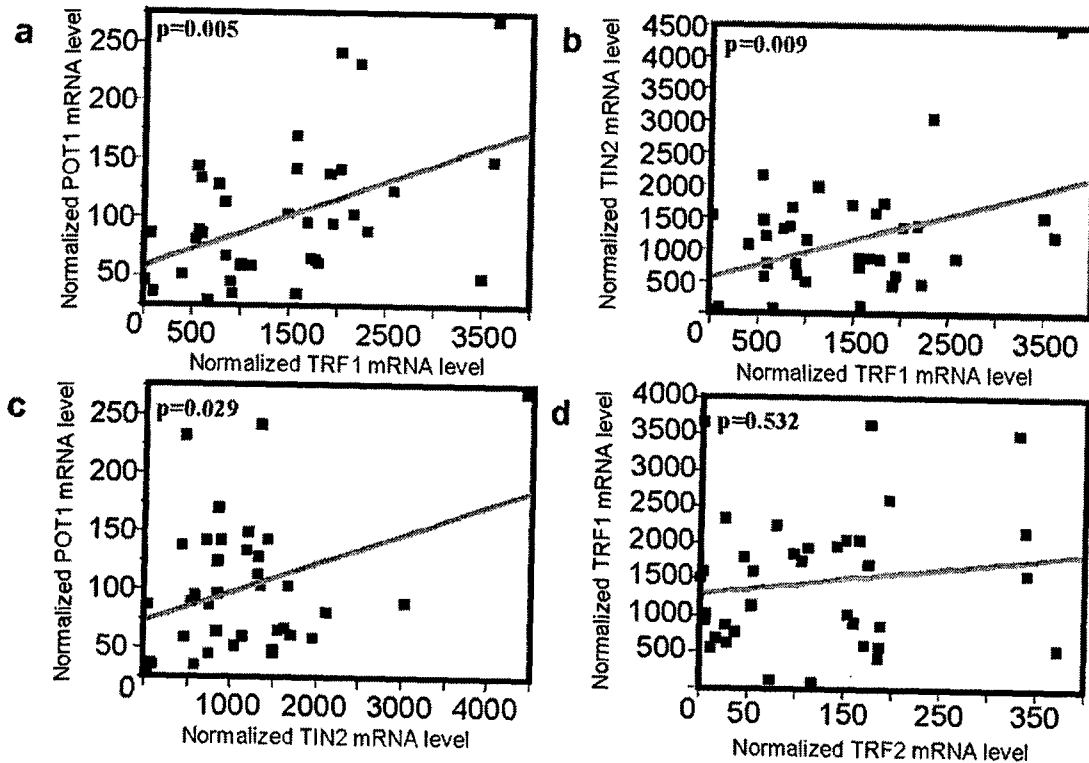 a
p=0.005
Normalized POT1 mRNA level
250
200
150
100
50
0
500
1500
2500
3500
Normalized TRF1 mRNA level
b
p=0.009
Normalized TIN2 mRNA level
4500
4000
3500
3000
2500
2000
1500
1000
500
0
500
1500
2500
3500
Normalized TRF1 mRNA level
c
p=0.029
Normalized POT1 mRNA level
250
200
150
100
50
0
1000
2000
3000
4000
Normalized TIN2 mRNA level
d
p=0.532
Normalized TRF1 mRNA level
4000
3500
3000
2500
2000
1500
1000
500
0
50
150
250
350
Normalized TRF2 mRNA level